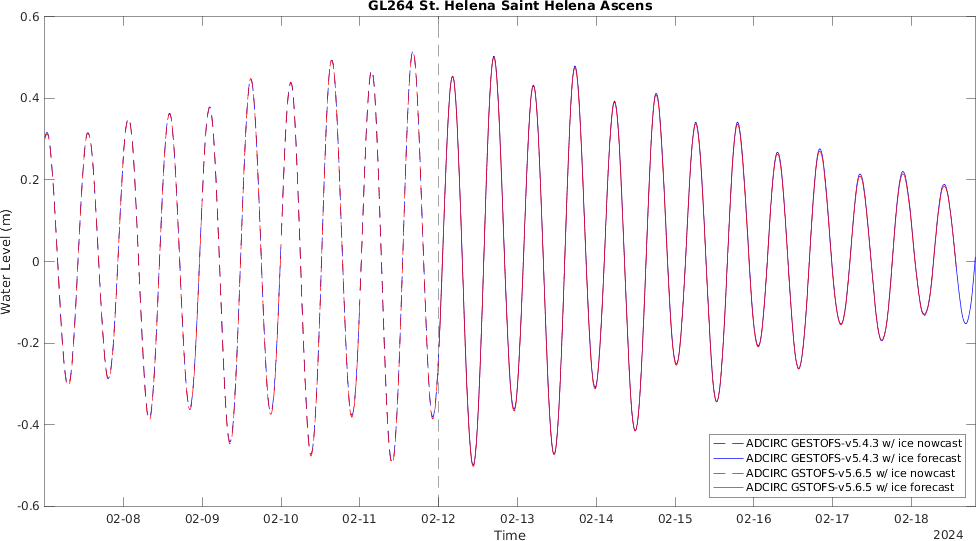 GL264 St. Helena Saint Helena Ascens
0.6
0.4
0.2
0
-0.2
-0.4
-0.6
Water Level (m)
02-08 02-09 02-10 02-11 02-12 02-13 02-14 02-15 02-16 02-17 02-18
Time
2024
ADCIRC GESTOFS-v5.4.3 w/ ice nowcast
ADCIRC GESTOFS-v5.4.3 w/ ice forecast
ADCIRC GSTOFS-v5.6.5 w/ ice nowcast
ADCIRC GSTOFS-v5.6.5 w/ ice forecast